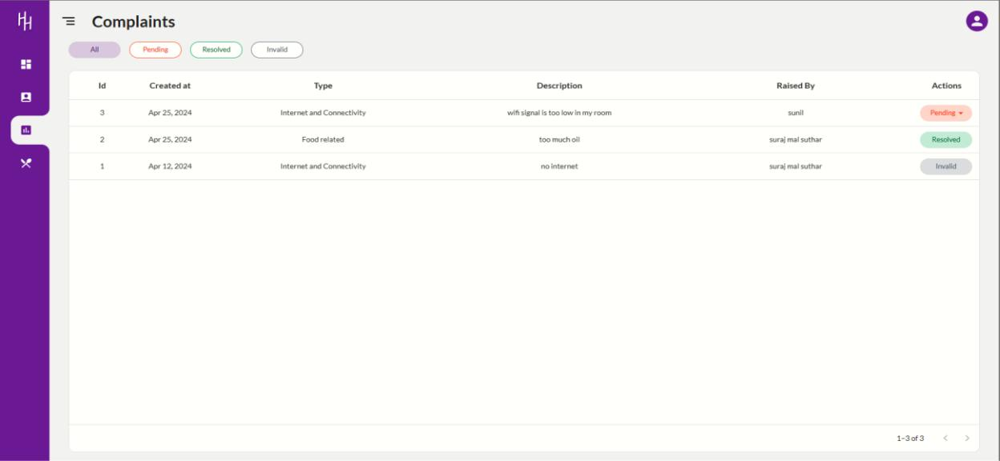 HH
Complaints
All Pending Resolved Invalid
Id Created at Type Description Raised By Actions
3 Apr 25, 2024 Internet and Connectivity wifi signal is too low in my room sunil Pending
2 Apr 25, 2024 Food related too much oil suraj mal suthar Resolved
1 Apr 12, 2024 Internet and Connectivity no internet suraj mal suthar Invalid
1–3 of 3